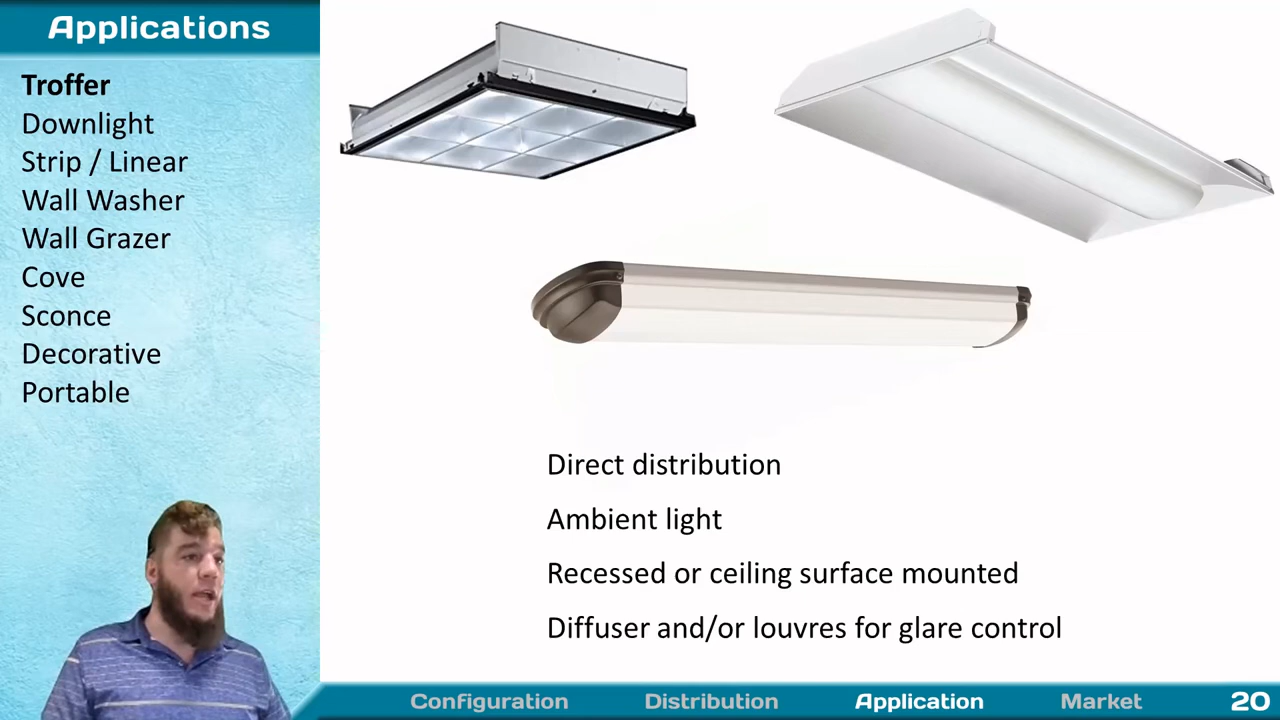 Applications
Troffer
Downlight
Strip / Linear
Wall Washer
Wall Grazer
Cove
Sconce
Decorative
Portable
Direct distribution
Ambient light
Recessed or ceiling surface mounted
Diffuser and/or louvres for glare control
Configuration Distribution Application Market 20